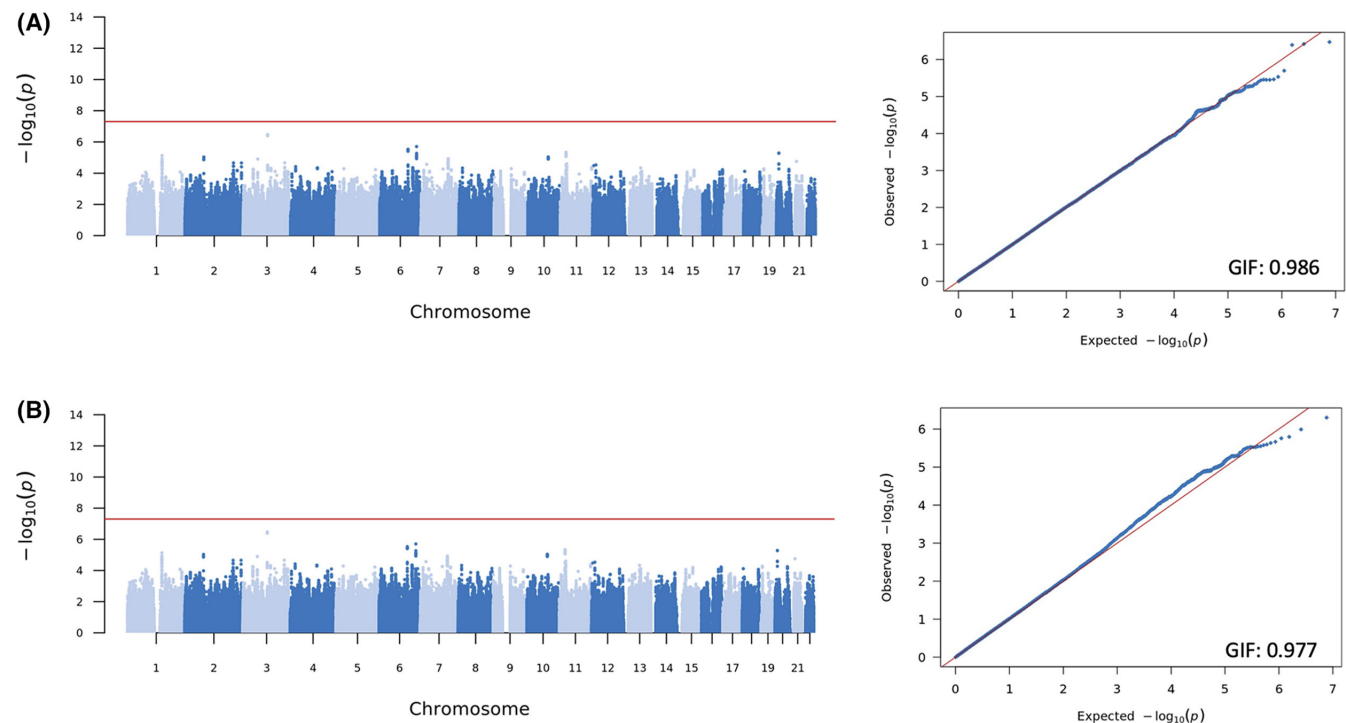 (A)
14
12
10
8
6
4
2
0
− log10(p)
1 2 3 4 5 6 7 8 9 10 11 12 13 14 15 17 19 21
Chromosome
6
5
4
3
2
1
0
Observed − log10(p)
GIF: 0.986
0 1 2 3 4 5 6 7
Expected − log10(p)
(B)
14
12
10
8
6
4
2
0
− log10(p)
1 2 3 4 5 6 7 8 9 10 11 12 13 14 15 17 19 21
Chromosome
6
5
4
3
2
1
0
Observed − log10(p)
GIF: 0.977
0 1 2 3 4 5 6 7
Expected − log10(p)